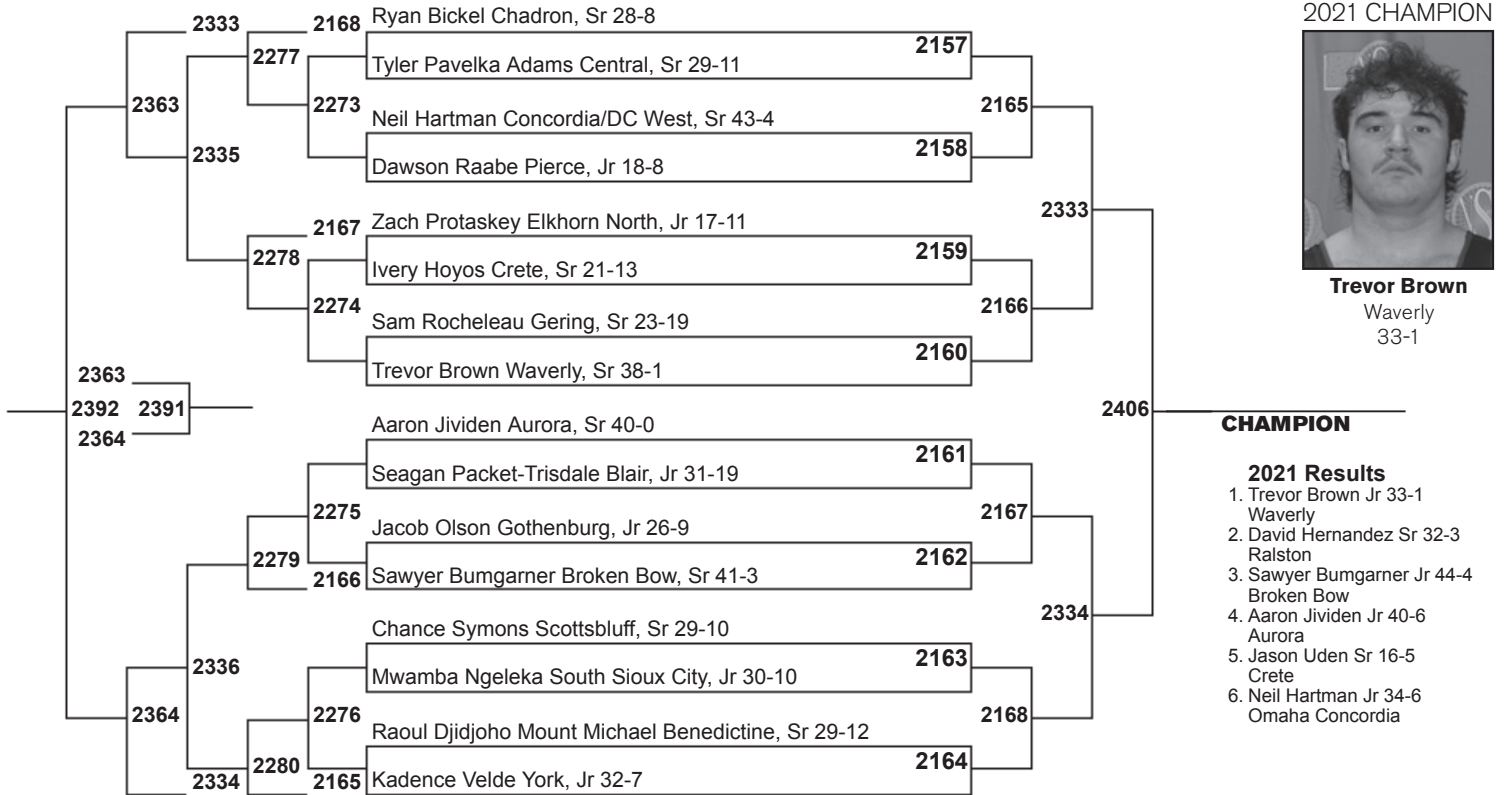 2333
2168
Ryan Bickel Chadron, Sr 28-8
2157
2277
Tyler Pavelka Adams Central, Sr 29-11
2363
2273
2165
Neil Hartman Concordia/DC West, Sr 43-4
2158
2335
Dawson Raabe Pierce, Jr 18-8
2333
2167
Zach Protaskey Elkhorn North, Jr 17-11
2159
2278
Ivery Hoyos Crete, Sr 21-13
2274
2166
Sam Rocheleau Gering, Sr 23-19
2160
Trevor Brown Waverly, Sr 38-1
2363
2392
2391
2364
2406
CHAMPION
Aaron Jividen Aurora, Sr 40-0
2161
Seagan Packet-Trisdale Blair, Jr 31-19
2275
2167
Jacob Olson Gothenburg, Jr 26-9
2162
2279
2166
Sawyer Bumgarner Broken Bow, Sr 41-3
2334
Chance Symons Scottsbluff, Sr 29-10
2163
2336
Mwamba Ngeleka South Sioux City, Jr 30-10
2364
2276
2168
Raoul Djidjoho Mount Michael Benedictine, Sr 29-12
2164
2280
2334
2165
Kadence Velde York, Jr 32-7
2021 CHAMPION
Trevor Brown
Waverly
33-1
2021 Results
1. Trevor Brown Jr 33-1
Waverly
2. David Hernandez Sr 32-3
Ralston
3. Sawyer Bumgarner Jr 44-4
Broken Bow
4. Aaron Jividen Jr 40-6
Aurora
5. Jason Uden Sr 16-5
Crete
6. Neil Hartman Jr 34-6
Omaha Concordia